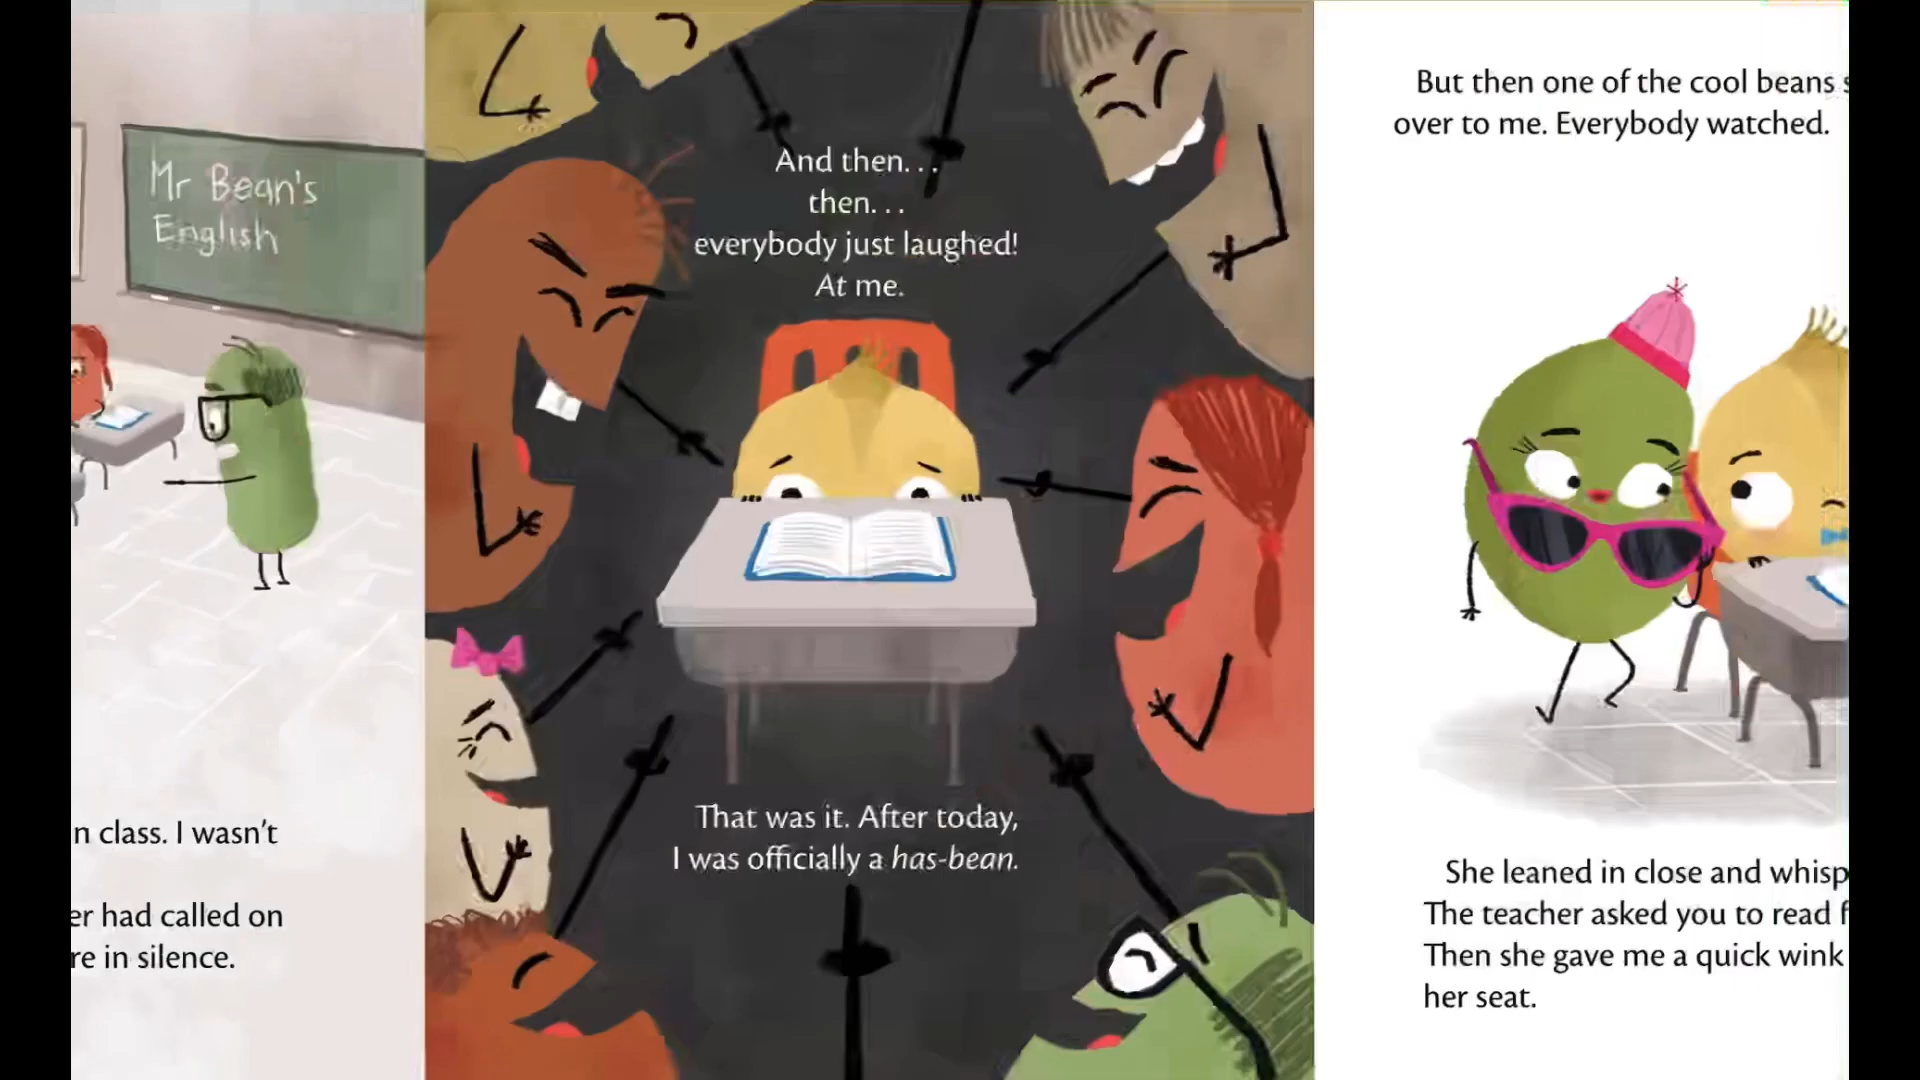 Mr Bean's
English
n class. I wasn't
er had called on
re in silence.
And then. . .
then. . .
everybody just laughed!
At me.
That was it. After today,
I was officially a has-bean.
But then one of the cool beans s
over to me. Everybody watched.
She leaned in close and whisp
The teacher asked you to read f
Then she gave me a quick wink
her seat.